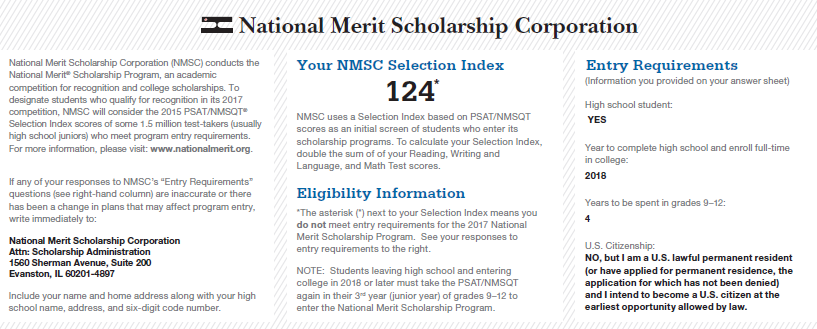 National Merit Scholarship Corporation
National Merit Scholarship Corporation (NMSC) conducts the
National Merit® Scholarship Program, an academic
competition for recognition and college scholarships. To
designate students who qualify for recognition in its 2017
competition, NMSC will consider the 2015 PSAT/NMSQT®
Selection Index scores of some 1.5 million test-takers (usually
high school juniors) who meet program entry requirements.
For more information, please visit: www.nationalmerit.org.
If any of your responses to NMSC's “Entry Requirements”
questions (see right-hand column) are inaccurate or there
has been a change in plans that may affect program entry,
write immediately to:
National Merit Scholarship Corporation
Attn: Scholarship Administration
1560 Sherman Avenue, Suite 200
Evanston, IL 60201-4897
Include your name and home address along with your high
school name, address, and six-digit code number.
Your NMSC Selection Index
124*
NMSC uses a Selection Index based on PSAT/NMSQT
scores as an initial screen of students who enter its
scholarship programs. To calculate your Selection Index,
double the sum of of your Reading, Writing and
Language, and Math Test scores.
Eligibility Information
*The asterisk (*) next to your Selection Index means you
do not meet entry requirements for the 2017 National
Merit Scholarship Program. See your responses to
entry requirements to the right.
NOTE: Students leaving high school and entering
college in 2018 or later must take the PSAT/NMSQT
again in their 3rd year (junior year) of grades 9–12 to
enter the National Merit Scholarship Program.
Entry Requirements
(Information you provided on your answer sheet)
High school student:
YES
Year to complete high school and enroll full-time
in college:
2018
Years to be spent in grades 9–12:
4
U.S. Citizenship:
NO, but I am a U.S. lawful permanent resident
(or have applied for permanent residence, the
application for which has not been denied)
and I intend to become a U.S. citizen at the
earliest opportunity allowed by law.